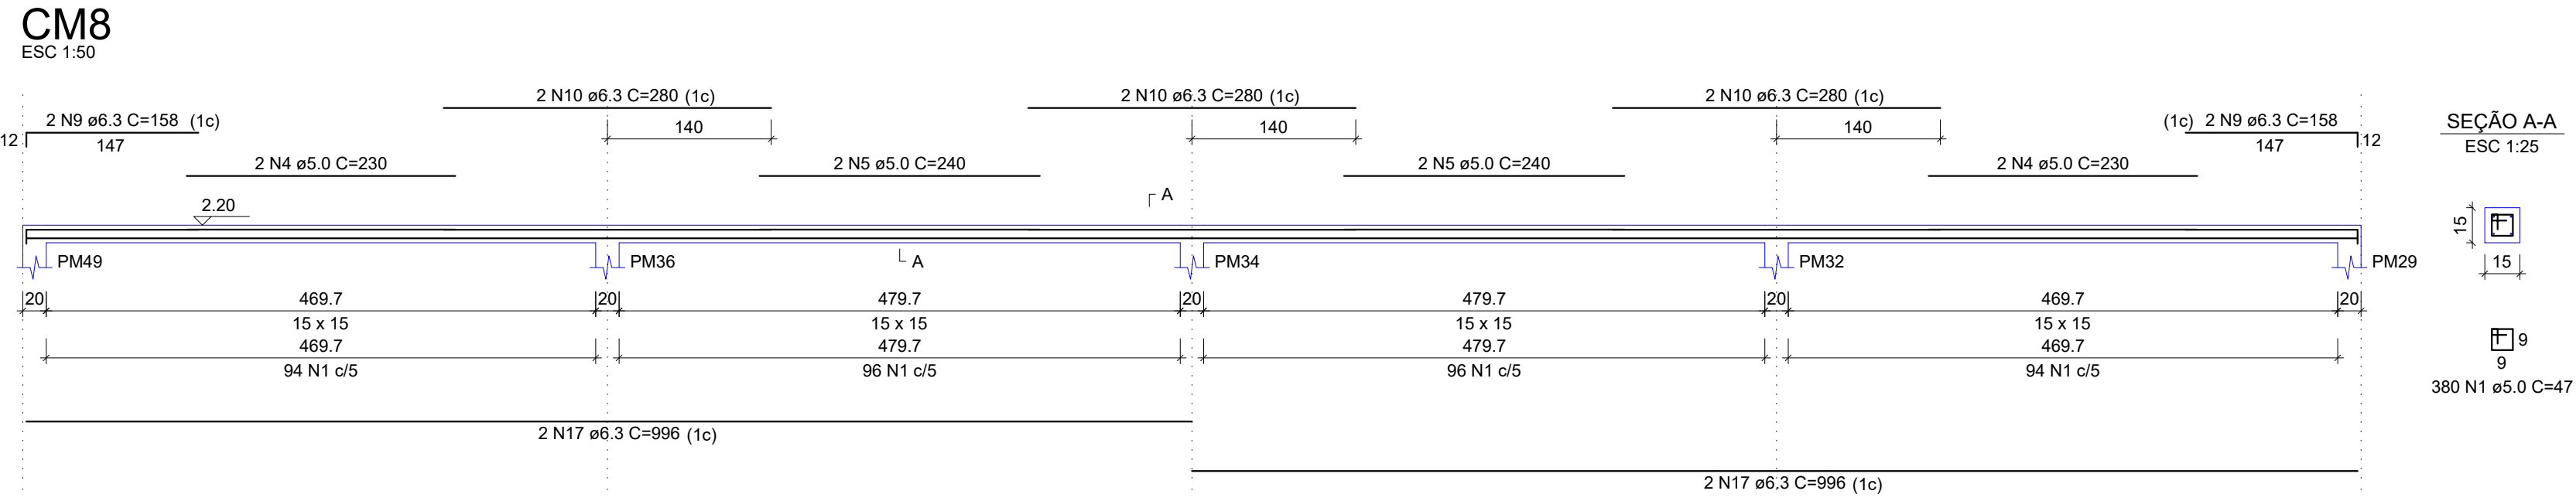 CM8
ESC 1:50
2 N10 ø6.3 C=280 (1c) 2 N10 ø6.3 C=280 (1c) 2 N10 ø6.3 C=280 (1c)
2 N9 ø6.3 C=158 (1c) 140 140 140 (1c) 2 N9 ø6.3 C=158 SEÇÃO A-A
12 147 147 12 ESC 1:25
2 N4 ø5.0 C=230 2 N5 ø5.0 C=240 2 N5 ø5.0 C=240 2 N4 ø5.0 C=230
A
2.20
15
PM49 PM36 A PM34 PM32 PM29 15
20 469.7 20 479.7 20 479.7 20 469.7 20
15 x 15 15 x 15 15 x 15 15 x 15
469.7 479.7 479.7 469.7 9
94 N1 c/5 96 N1 c/5 96 N1 c/5 94 N1 c/5 9
380 N1 ø5.0 C=47
2 N17 ø6.3 C=996 (1c)
2 N17 ø6.3 C=996 (1c)